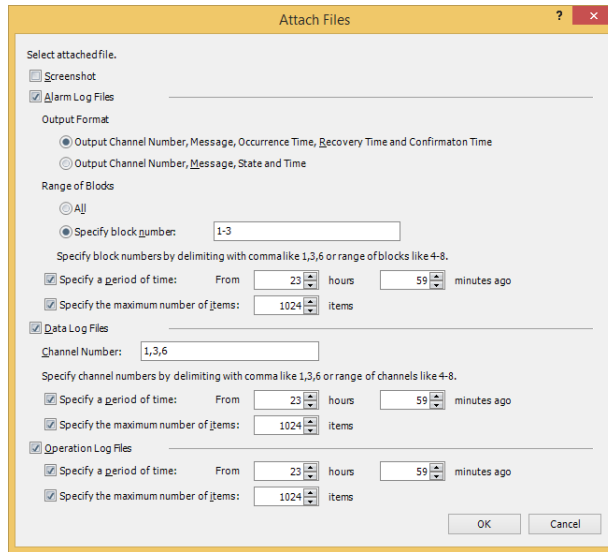 Attach Files
?
×
Select attached file.
Screenshot
Alarm Log Files
Output Format
Output Channel Number, Message, Occurrence Time, Recovery Time and Confirmaton Time
Output Channel Number, Message, State and Time
Range of Blocks
All
Specify block number: 1-3
Specify block numbers by delimiting with comma like 1,3,6 or range of blocks like 4-8.
Specify a period of time: From 23 hours 59 minutes ago
Specify the maximum number of items: 1024 items
Data Log Files
Channel Number: 1,3,6
Specify channel numbers by delimiting with comma like 1,3,6 or range of channels like 4-8.
Specify a period of time: From 23 hours 59 minutes ago
Specify the maximum number of items: 1024 items
Operation Log Files
Specify a period of time: From 23 hours 59 minutes ago
Specify the maximum number of items: 1024 items
OK Cancel